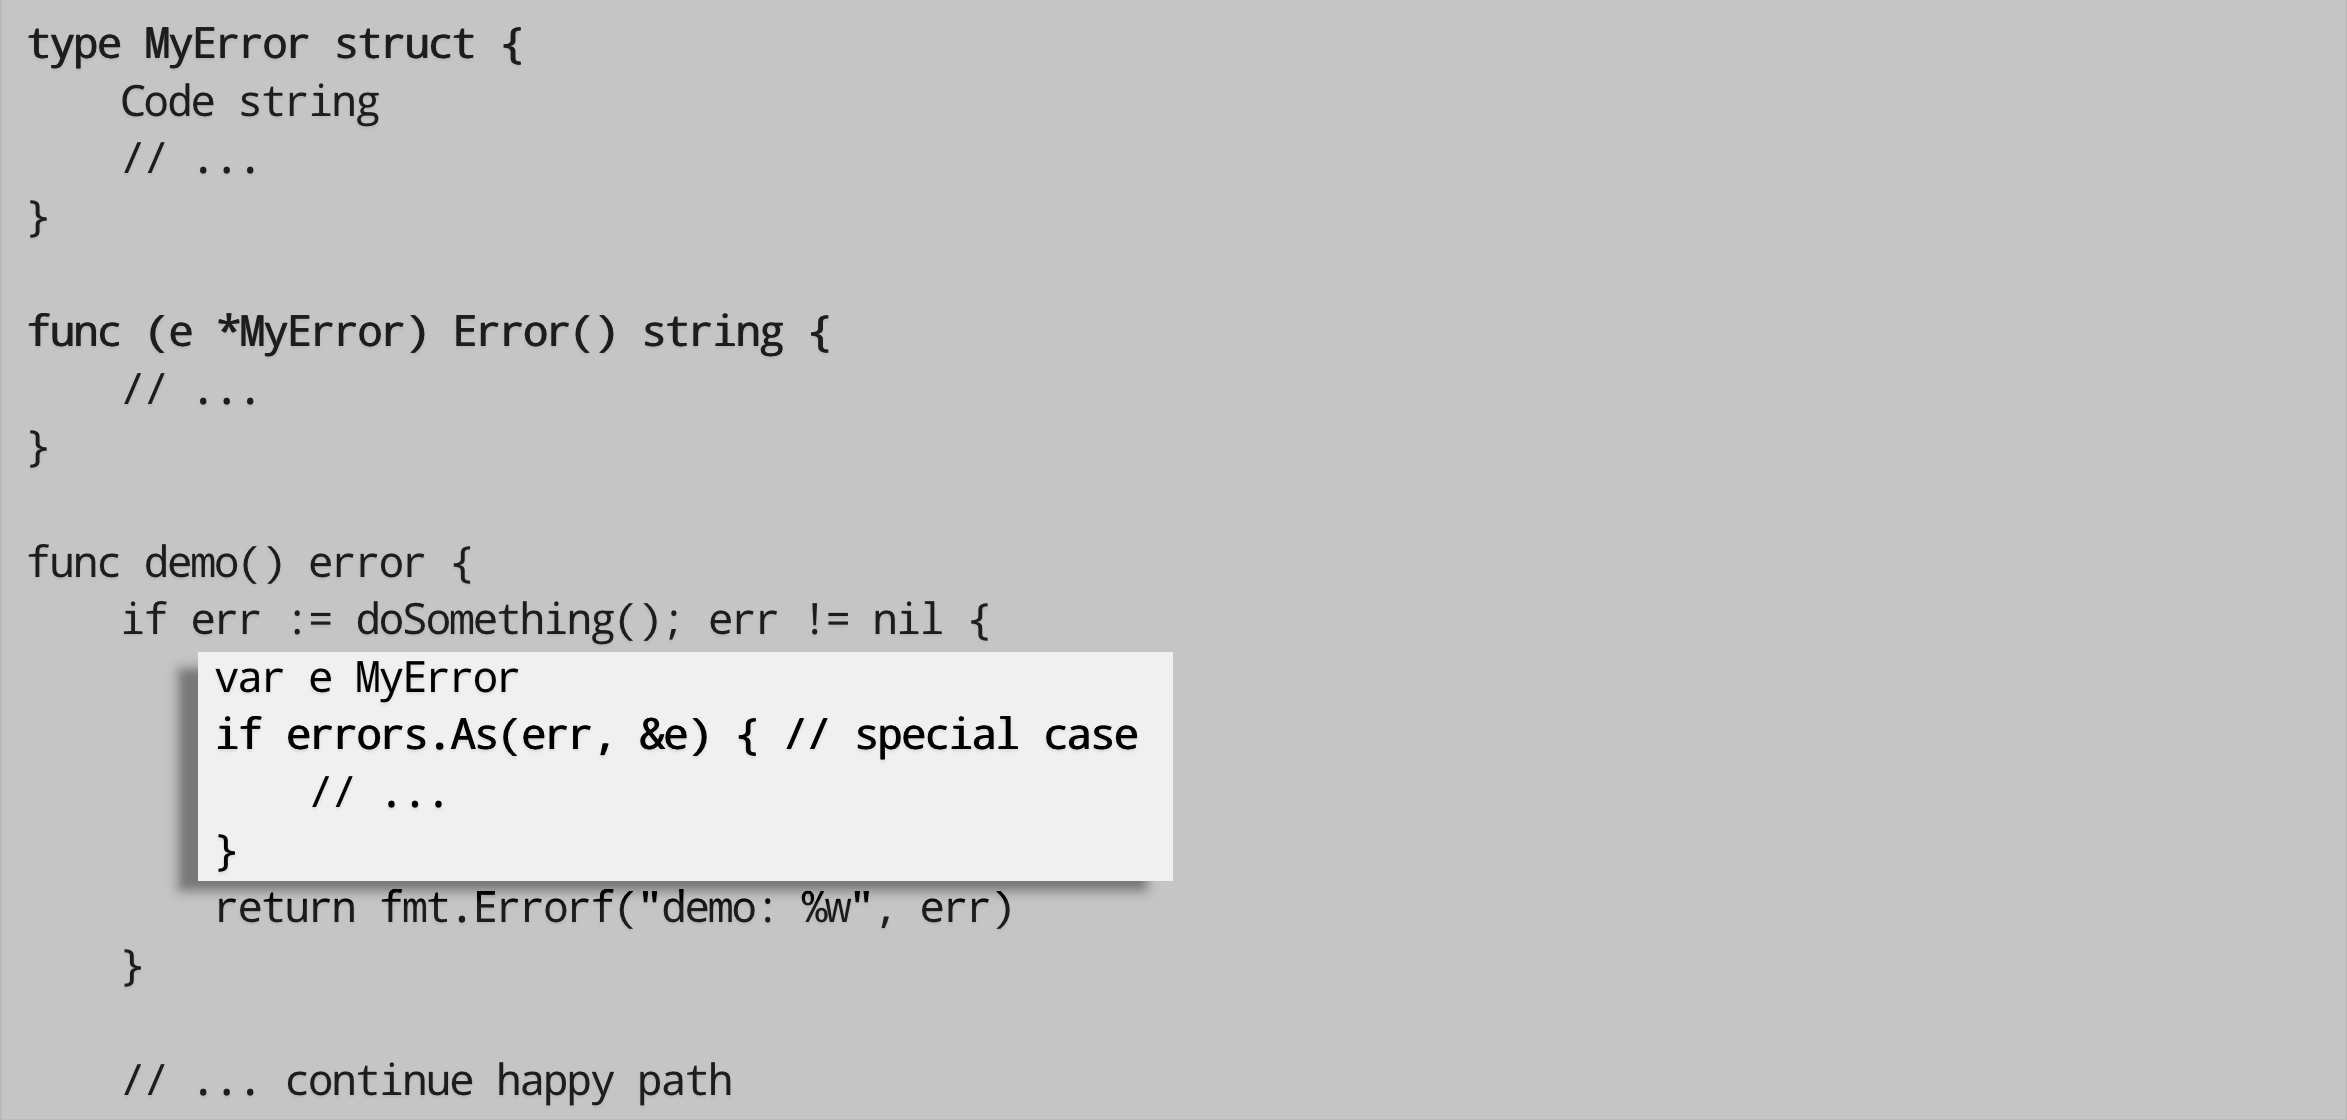 type MyError struct {
    Code string
    // ...
}

func (e *MyError) Error() string {
    // ...
}

func demo() error {
    if err := doSomething(); err != nil {
        var e MyError
        if errors.As(err, &e) { // special case
            // ...
        }
        return fmt.Errorf("demo: %w", err)
    }

    // ... continue happy path